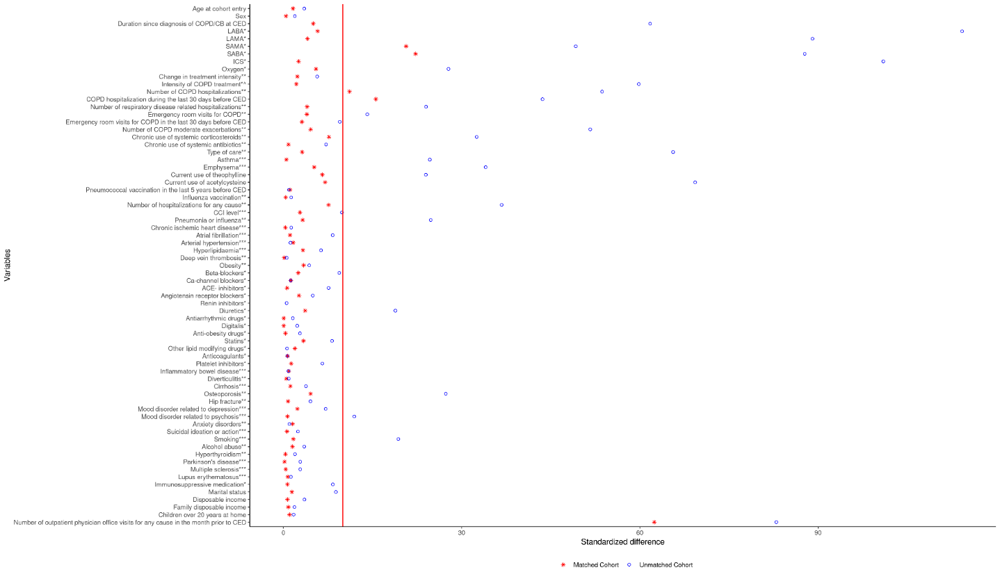 Age at cohort entry
Sex
Duration since diagnosis of COPD/CB at CED
LABA*
LAMA*
SAMA*
SABA*
ICS*
Oxygen*
Change in treatment intensity**
Intensity of COPD treatment*^
Number of COPD hospitalizations**
COPD hospitalization during the last 30 days before CED
Number of respiratory disease related hospitalizations**
Emergency room visits for COPD**
Emergency room visits for COPD in the last 30 days before CED
Number of COPD moderate exacerbations**
Chronic use of systemic corticosteroids**
Chronic use of systemic antibiotics**
Type of care**
Asthma***
Emphysema***
Current use of theophylline
Current use of acetylcysteine
Pneumococcal vaccination in the last 5 years before CED
Influenza vaccination**
Number of hospitalizations for any cause**
CCI level***
Pneumonia or influenza**
Chronic ischemic heart disease***
Atrial fibrillation***
Arterial hypertension***
Hyperlipidaemia***
Deep vein thrombosis**
Obesity**
Beta-blockers*
Ca-channel blockers*
ACE- inhibitors*
Angiotensin receptor blockers*
Renin inhibitors*
Diuretics*
Antiarrhythmic drugs*
Digitalis*
Anti-obesity drugs*
Statins*
Other lipid modifying drugs*
Anticoagulants*
Platelet inhibitors*
Inflammatory bowel disease***
Diverticulitis**
Cirrhosis***
Osteoporosis**
Hip fracture**
Mood disorder related to depression***
Mood disorder related to psychosis***
Anxiety disorders**
Suicidal ideation or action***
Smoking***
Alcohol abuse**
Hyperthyroidism**
Parkinson's disease***
Multiple sclerosis***
Lupus erythematosus***
Immunosuppressive medication*
Marital status
Disposable income
Family disposable income
Children over 20 years at home
Number of outpatient physician office visits for any cause in the month prior to CED
Variables
0 30 60 90
Standardized difference
Matched Cohort Unmatched Cohort